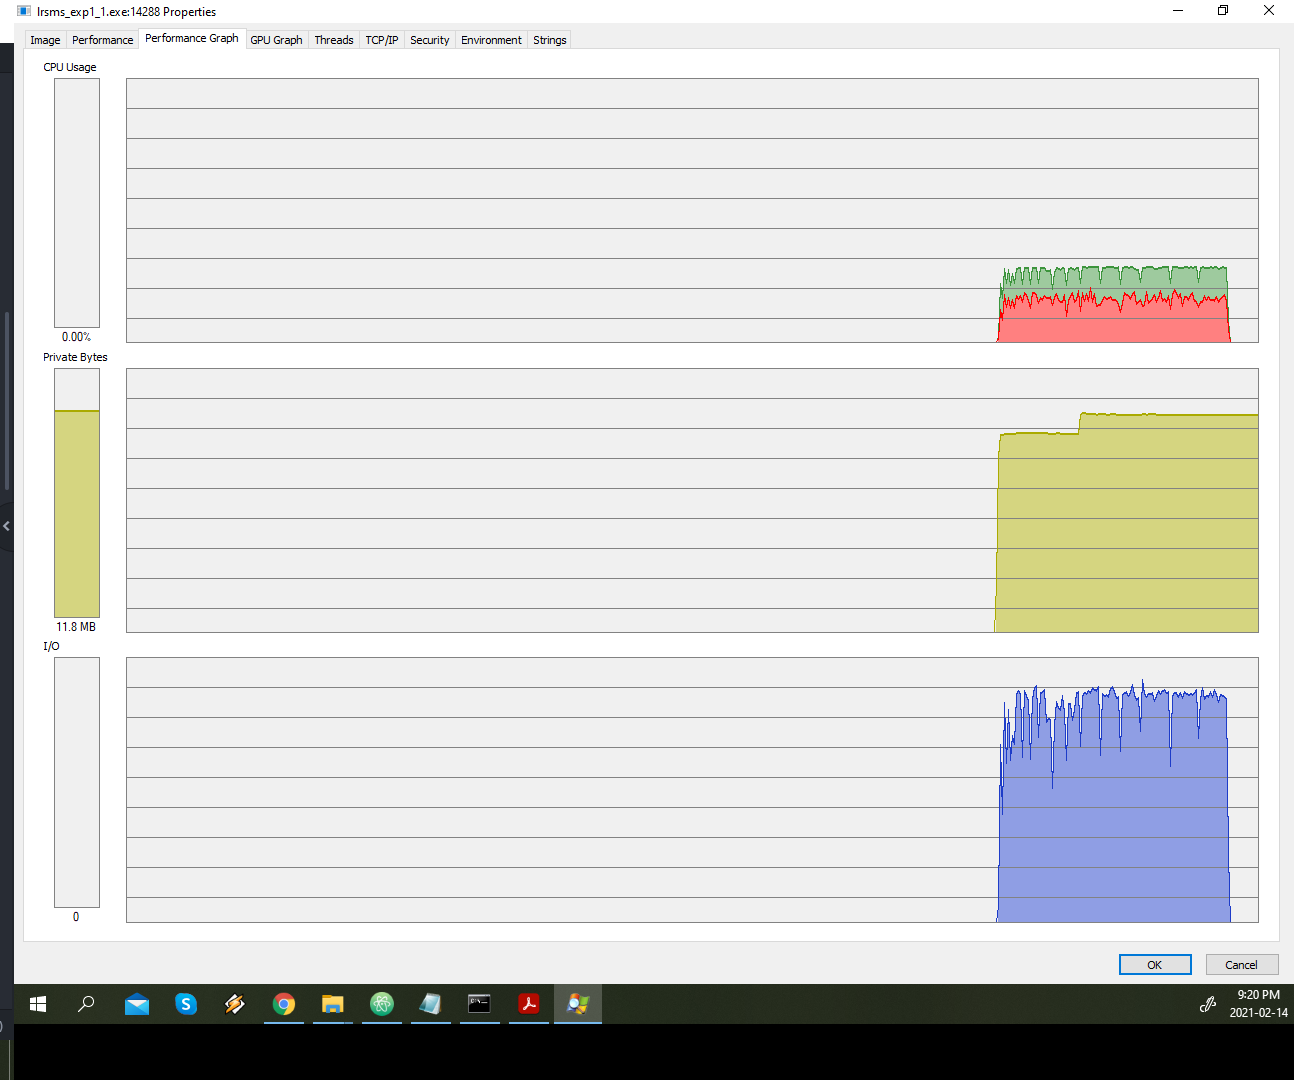 lrsms_exp1_1.exe:14288 Properties
Image Performance Performance Graph GPU Graph Threads TCP/IP Security Environment Strings
CPU Usage
0.00%
Private Bytes
11.8 MB
I/O
0
OK Cancel
9:20 PM
2021-02-14